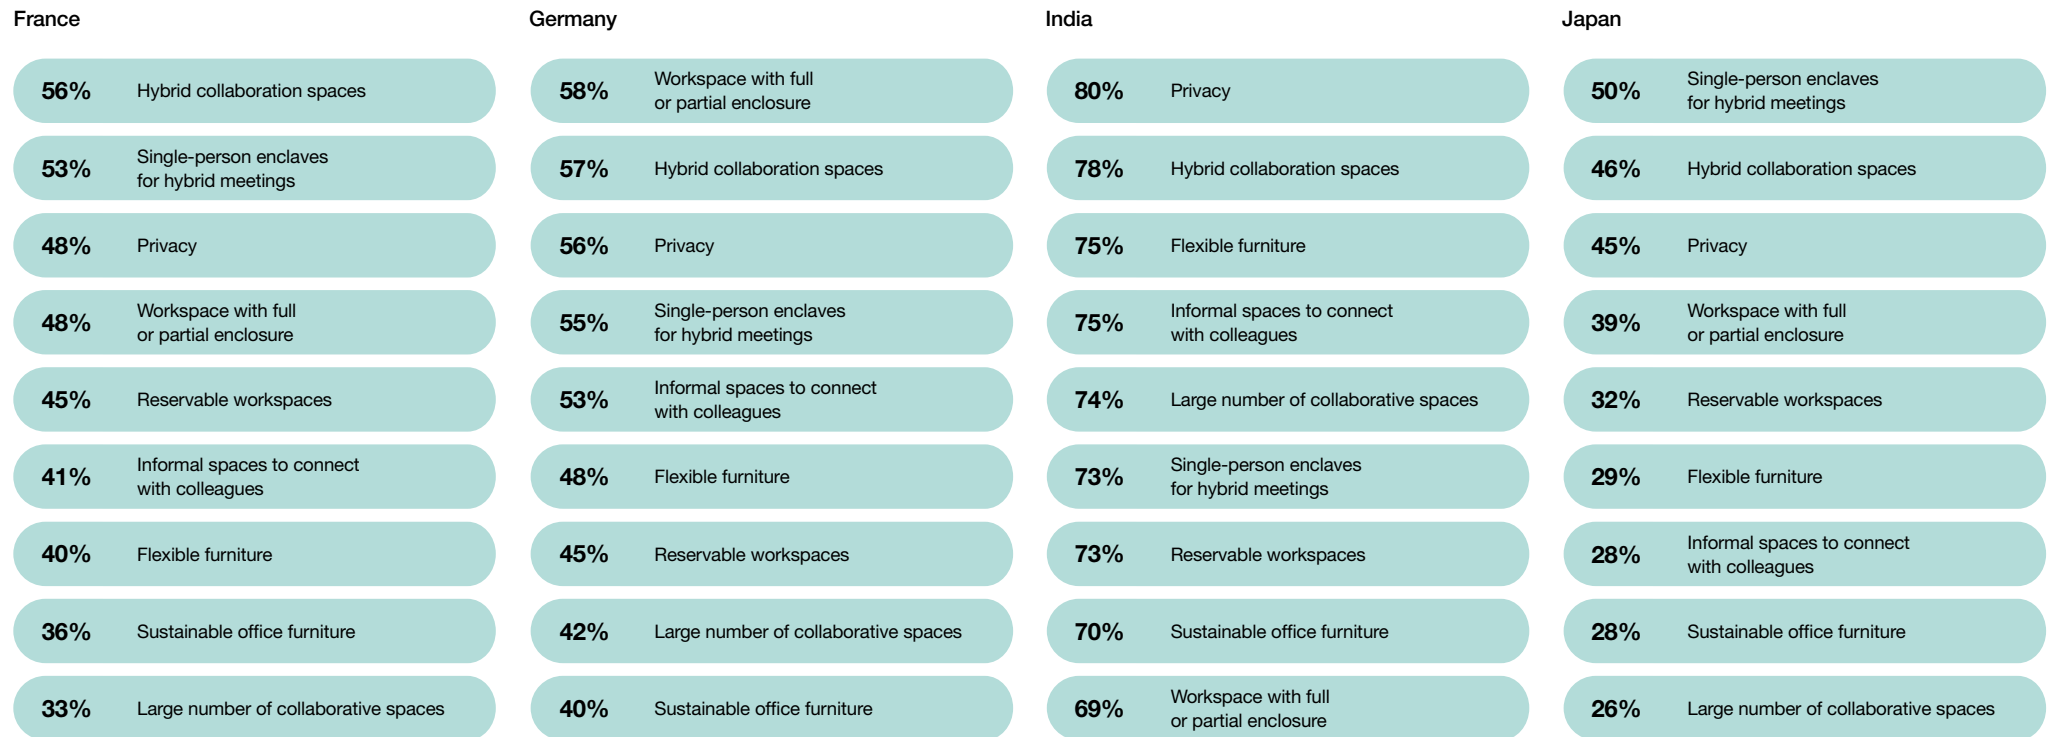 France
56% Hybrid collaboration spaces
53% Single-person enclaves
for hybrid meetings
48% Privacy
48% Workspace with full
or partial enclosure
45% Reservable workspaces
41% Informal spaces to connect
with colleagues
40% Flexible furniture
36% Sustainable office furniture
33% Large number of collaborative spaces
Germany
58% Workspace with full
or partial enclosure
57% Hybrid collaboration spaces
56% Privacy
55% Single-person enclaves
for hybrid meetings
53% Informal spaces to connect
with colleagues
48% Flexible furniture
45% Reservable workspaces
42% Large number of collaborative spaces
40% Sustainable office furniture
India
80% Privacy
78% Hybrid collaboration spaces
75% Flexible furniture
75% Informal spaces to connect
with colleagues
74% Large number of collaborative spaces
73% Single-person enclaves
for hybrid meetings
73% Reservable workspaces
70% Sustainable office furniture
69% Workspace with full
or partial enclosure
Japan
50% Single-person enclaves
for hybrid meetings
46% Hybrid collaboration spaces
45% Privacy
39% Workspace with full
or partial enclosure
32% Reservable workspaces
29% Flexible furniture
28% Informal spaces to connect
with colleagues
28% Sustainable office furniture
26% Large number of collaborative spaces